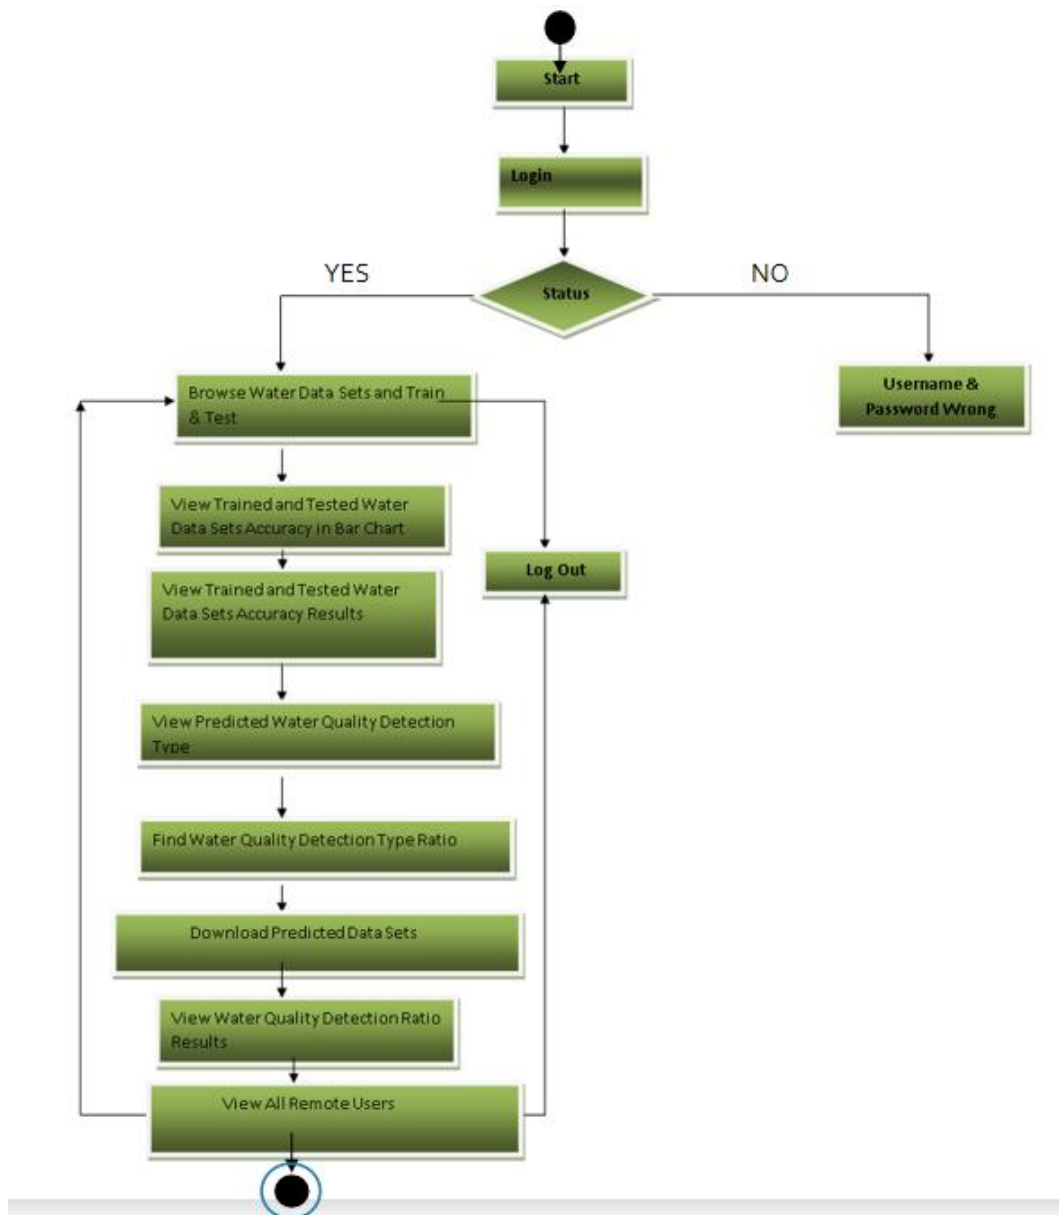 Start
Login
YES
NO
Status
Browse Water Data Sets and Train
& Test
Username &
Password Wrong
View Trained and Tested Water
Data Sets Accuracy in Bar Chart
Log Out
View Trained and Tested Water
Data Sets Accuracy Results
View Predicted Water Quality Detection
Type
Find Water Quality Detection Type Ratio
Download Predicted Data Sets
View Water Quality Detection Ratio
Results
View All Remote Users